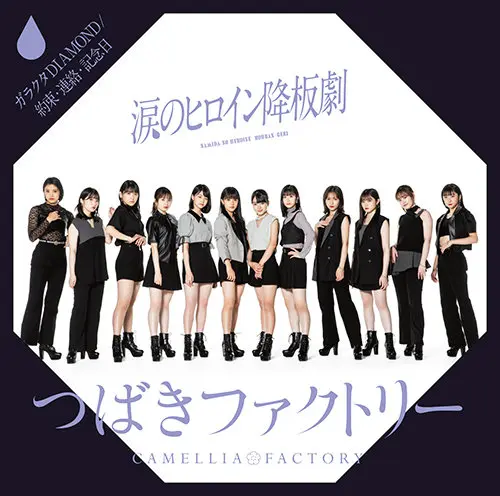 ガラクタDIAMOND/
約束・連絡・記念日
涙のヒロイン降板劇
NAMIDA NO HEROINE KOUBAN GEKI
つばきファクトリー
CAMELLIA FACTORY